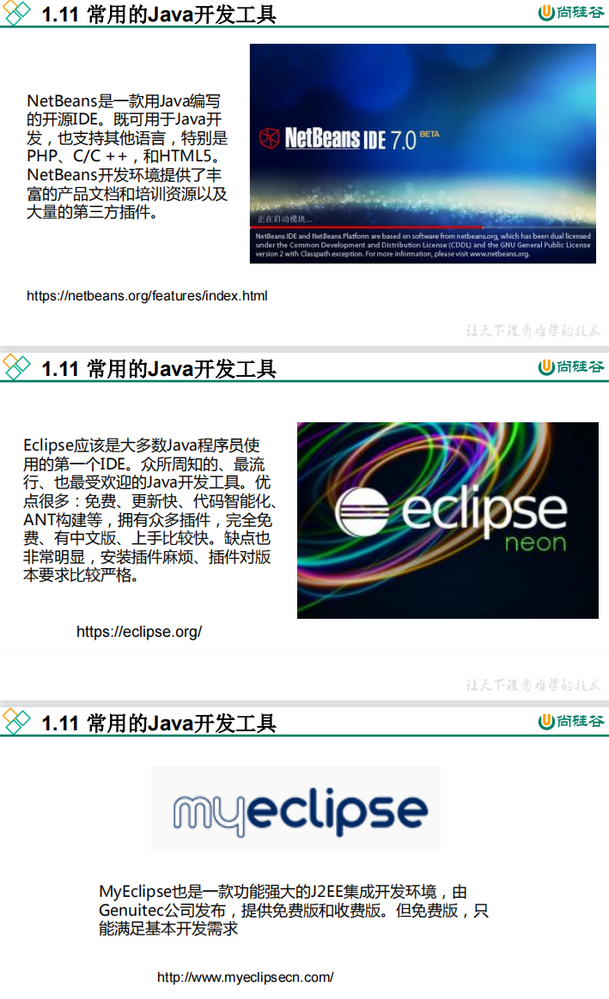 1.11 常用的Java开发工具
尚硅谷
NetBeans是一款用Java编写
的开源IDE。既可用于Java开
发，也支持其他语言，特别是
PHP、C/C ++，和HTML5。
NetBeans开发环境提供了丰
富的产品文档和培训资源以及
大量的第三方插件。
NetBeans IDE 7.0 BETA
正在启动模块...
NetBeans IDE and NetBeans Platform are based on software from netbeans.org, which has been dual licensed
under the Common Development and Distribution License (CDDL) and the GNU General Public License
version 2 with Classpath exception. For more information, please visit www.netbeans.org.
https://netbeans.org/features/index.html
让天下没有难学的技术
1.11 常用的Java开发工具
尚硅谷
Eclipse应该是大多数Java程序员使
用的第一个IDE。众所周知的、最流
行、也最受欢迎的Java开发工具。优
点很多：免费、更新快、代码智能化、
ANT构建等，拥有众多插件，完全免
费、有中文版、上手比较快。缺点也
非常明显，安装插件麻烦、插件对版
本要求比较严格。
eclipse
neon
https://eclipse.org/
让天下没有难学的技术
1.11 常用的Java开发工具
尚硅谷
myeclipse
MyEclipse也是一款功能强大的J2EE集成开发环境，由
Genuitec公司发布，提供免费版和收费版。但免费版，只
能满足基本开发需求
http://www.myeclipsecn.com/